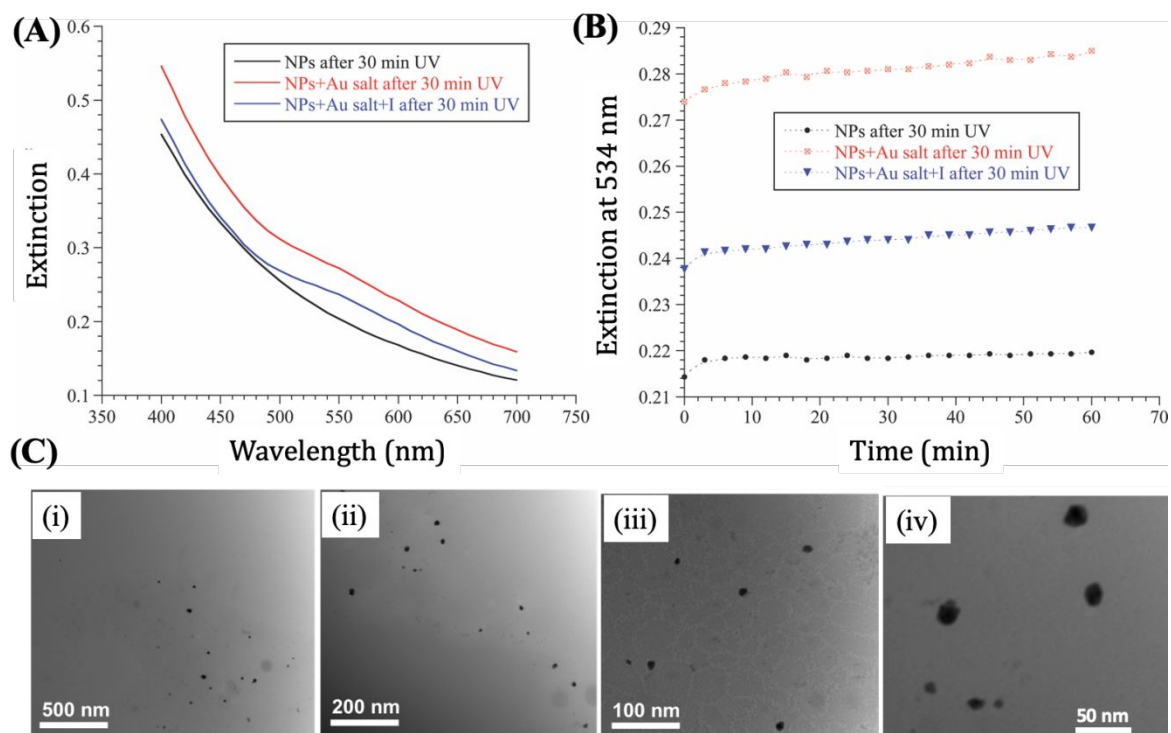 (A)
NPs after 30 min UV
NPs+Au salt after 30 min UV
NPs+Au salt+I after 30 min UV
Extinction
0.6
0.5
0.4
0.3
0.2
0.1
350 400 450 500 550 600 650 700 750
Wavelength (nm)
(B)
NPs after 30 min UV
NPs+Au salt after 30 min UV
NPs+Au salt+I after 30 min UV
Extinction at 534 nm
0.29
0.28
0.27
0.26
0.25
0.24
0.23
0.22
0.21
0 10 20 30 40 50 60 70
Time (min)
(C)
(i)
500 nm
(ii)
200 nm
(iii)
100 nm
(iv)
50 nm